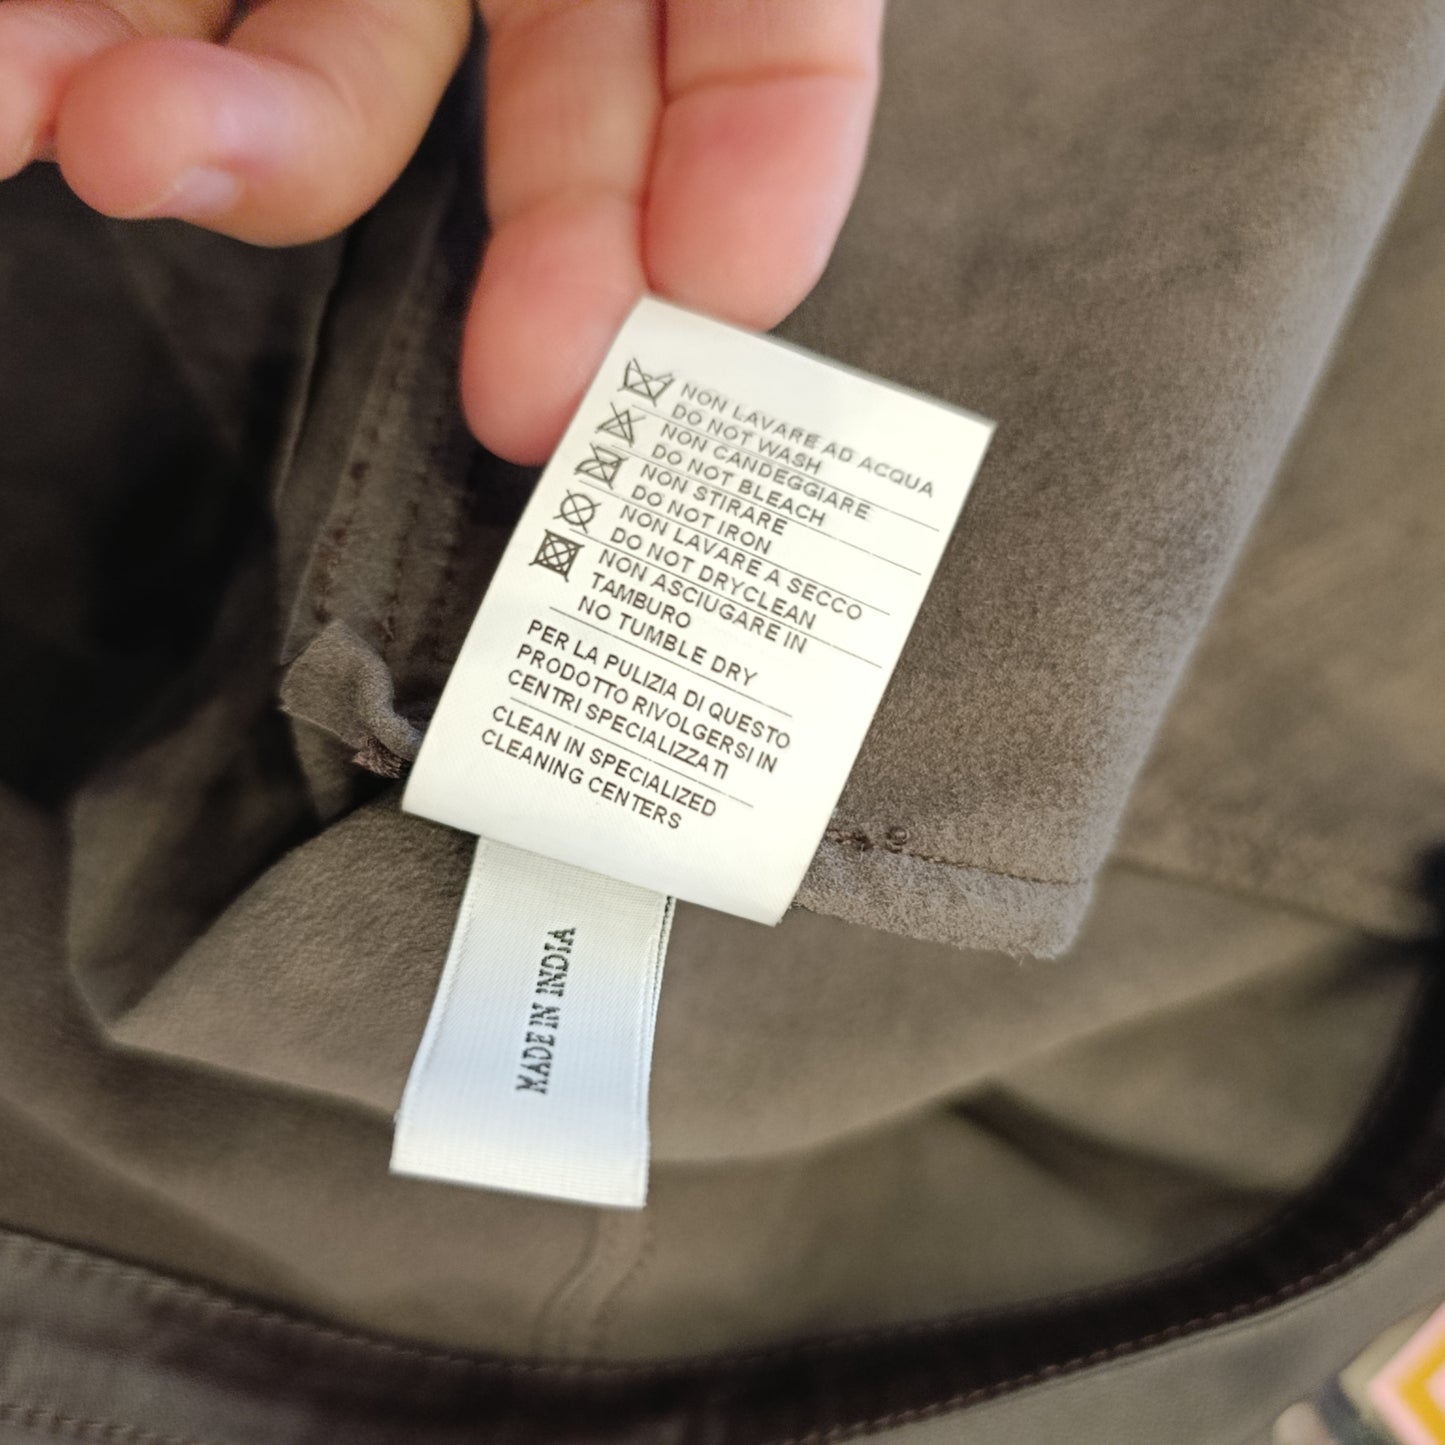 NON LAVARE AD ACQUA
DO NOT WASH
NON CANDEGGIARE
DO NOT BLEACH
NON STIRARE
DO NOT IRON
NON LAVARE A SECCO
DO NOT DRYCLEAN
NON ASCIUGARE IN
TAMBURO
NO TUMBLE DRY
PER LA PULIZIA DI QUESTO
PRODOTTO RIVOLGERSI IN
CENTRI SPECIALIZZATI
CLEAN IN SPECIALIZED
CLEANING CENTERS
MADE IN INDIA